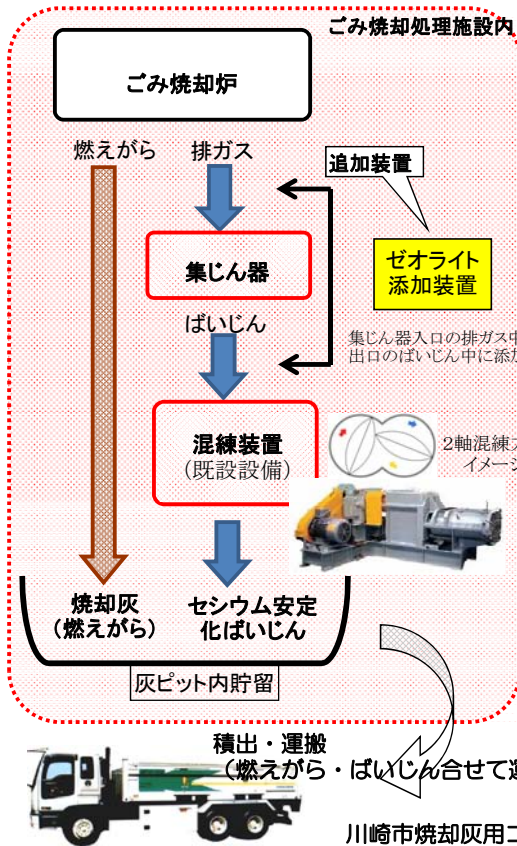 ごみ焼却処理施設内
ごみ焼却炉
燃えがら
排ガス
追加装置
集じん器
ゼオライト
添加装置
ばいじん
集じん器入口の排ガス中
出口のばいじん中に添加
混練装置
(既設設備)
2軸混練
イメージ
焼却灰
(燃えがら)
セシウム安定
化ばいじん
灰ピット内貯留
積出・運搬
(燃えがら・ばいじん合せて運
川崎市焼却灰用コ